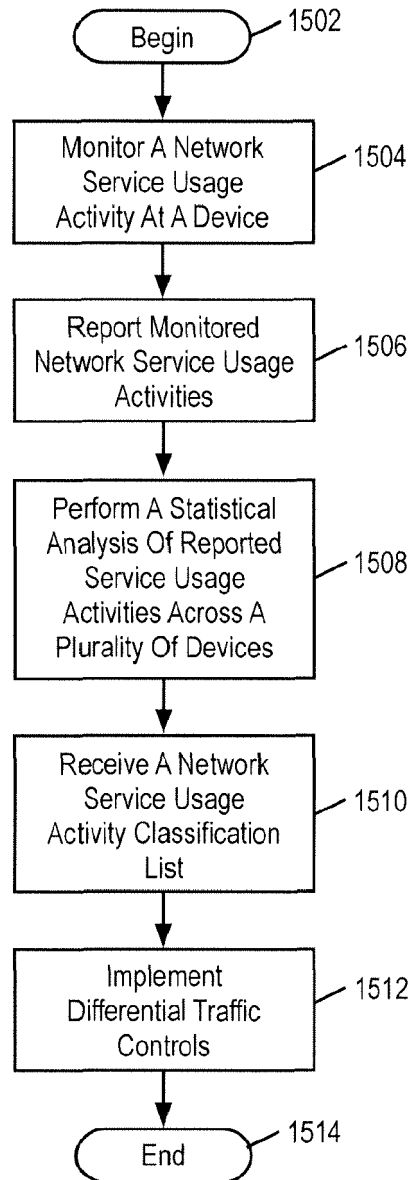 Begin
1502
Monitor A Network
Service Usage
Activity At A Device
1504
Report Monitored
Network Service Usage
Activities
1506
Perform A Statistical
Analysis Of Reported
Service Usage
Activities Across A
Plurality Of Devices
1508
Receive A Network
Service Usage
Activity Classification
List
1510
Implement
Differential Traffic
Controls
1512
End
1514